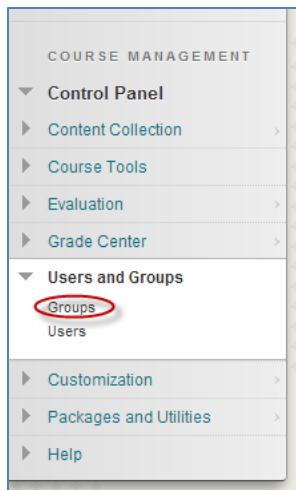 COURSE MANAGEMENT
Control Panel
Content Collection
Course Tools
Evaluation
Grade Center
Users and Groups
Groups
Users
Customization
Packages and Utilities
Help